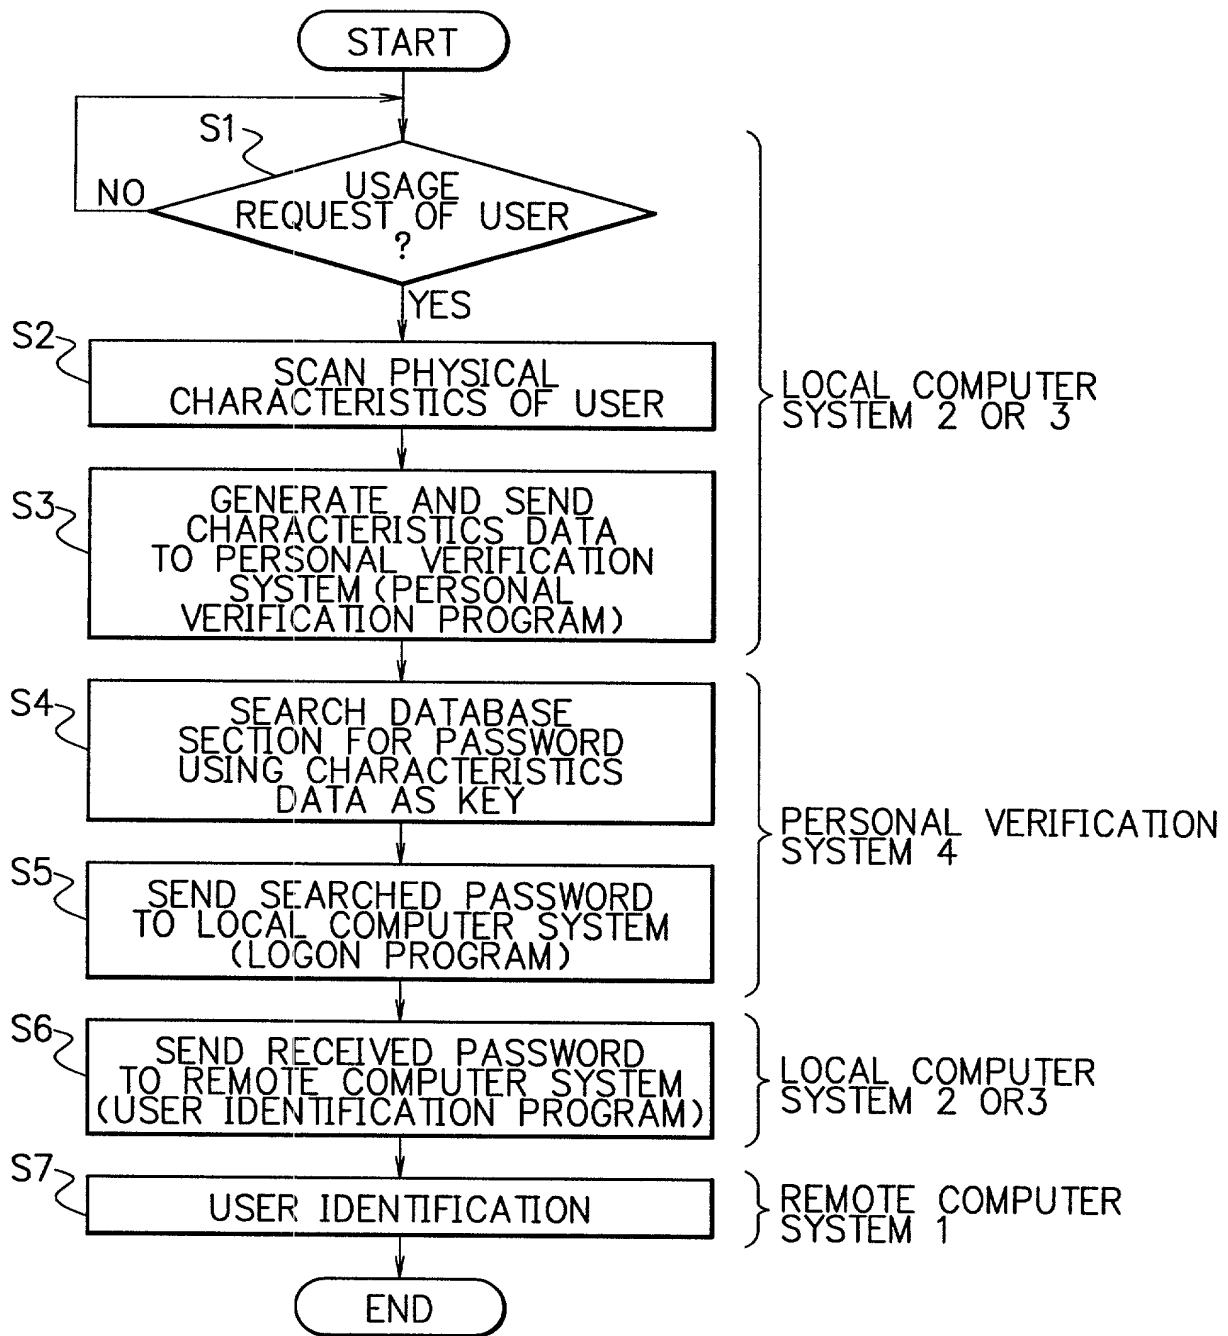 START
S1
NO
USAGE
REQUEST OF USER
?
YES
S2
SCAN PHYSICAL
CHARACTERISTICS OF USER
LOCAL COMPUTER
SYSTEM 2 OR 3
S3
GENERATE AND SEND
CHARACTERISTICS DATA
TO PERSONAL VERIFICATION
SYSTEM (PERSONAL
VERIFICATION PROGRAM)
S4
SEARCH DATABASE
SECTION FOR PASSWORD
USING CHARACTERISTICS
DATA AS KEY
PERSONAL VERIFICATION
SYSTEM 4
S5
SEND SEARCHED PASSWORD
TO LOCAL COMPUTER SYSTEM
(LOGON PROGRAM)
S6
SEND RECEIVED PASSWORD
TO REMOTE COMPUTER SYSTEM
(USER IDENTIFICATION PROGRAM)
LOCAL COMPUTER
SYSTEM 2 OR3
S7
USER IDENTIFICATION
REMOTE COMPUTER
SYSTEM 1
END